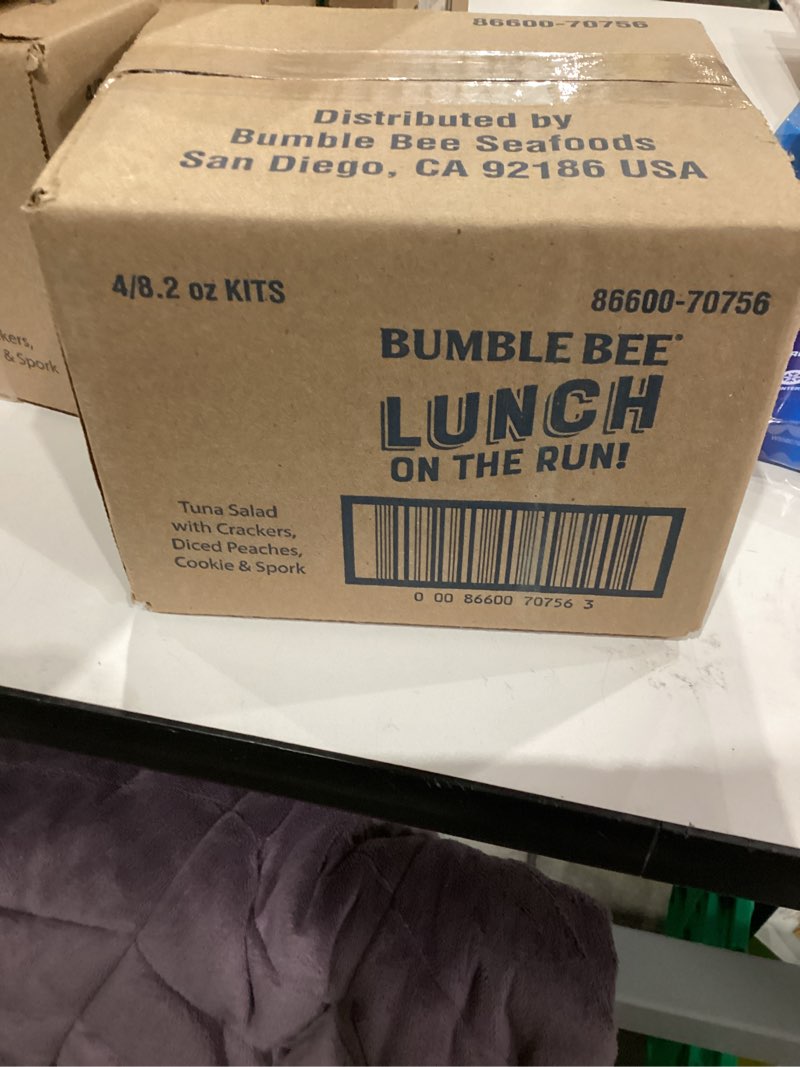 86600-70756
Distributed by
Bumble Bee Seafoods
San Diego, CA 92186 USA
4/8.2 oz KITS
86600-70756
BUMBLE BEE®
LUNCH
ON THE RUN!
Tuna Salad
with Crackers,
Diced Peaches,
Cookie & Spork
0 00 86600 70756 3
kers,
& Spork